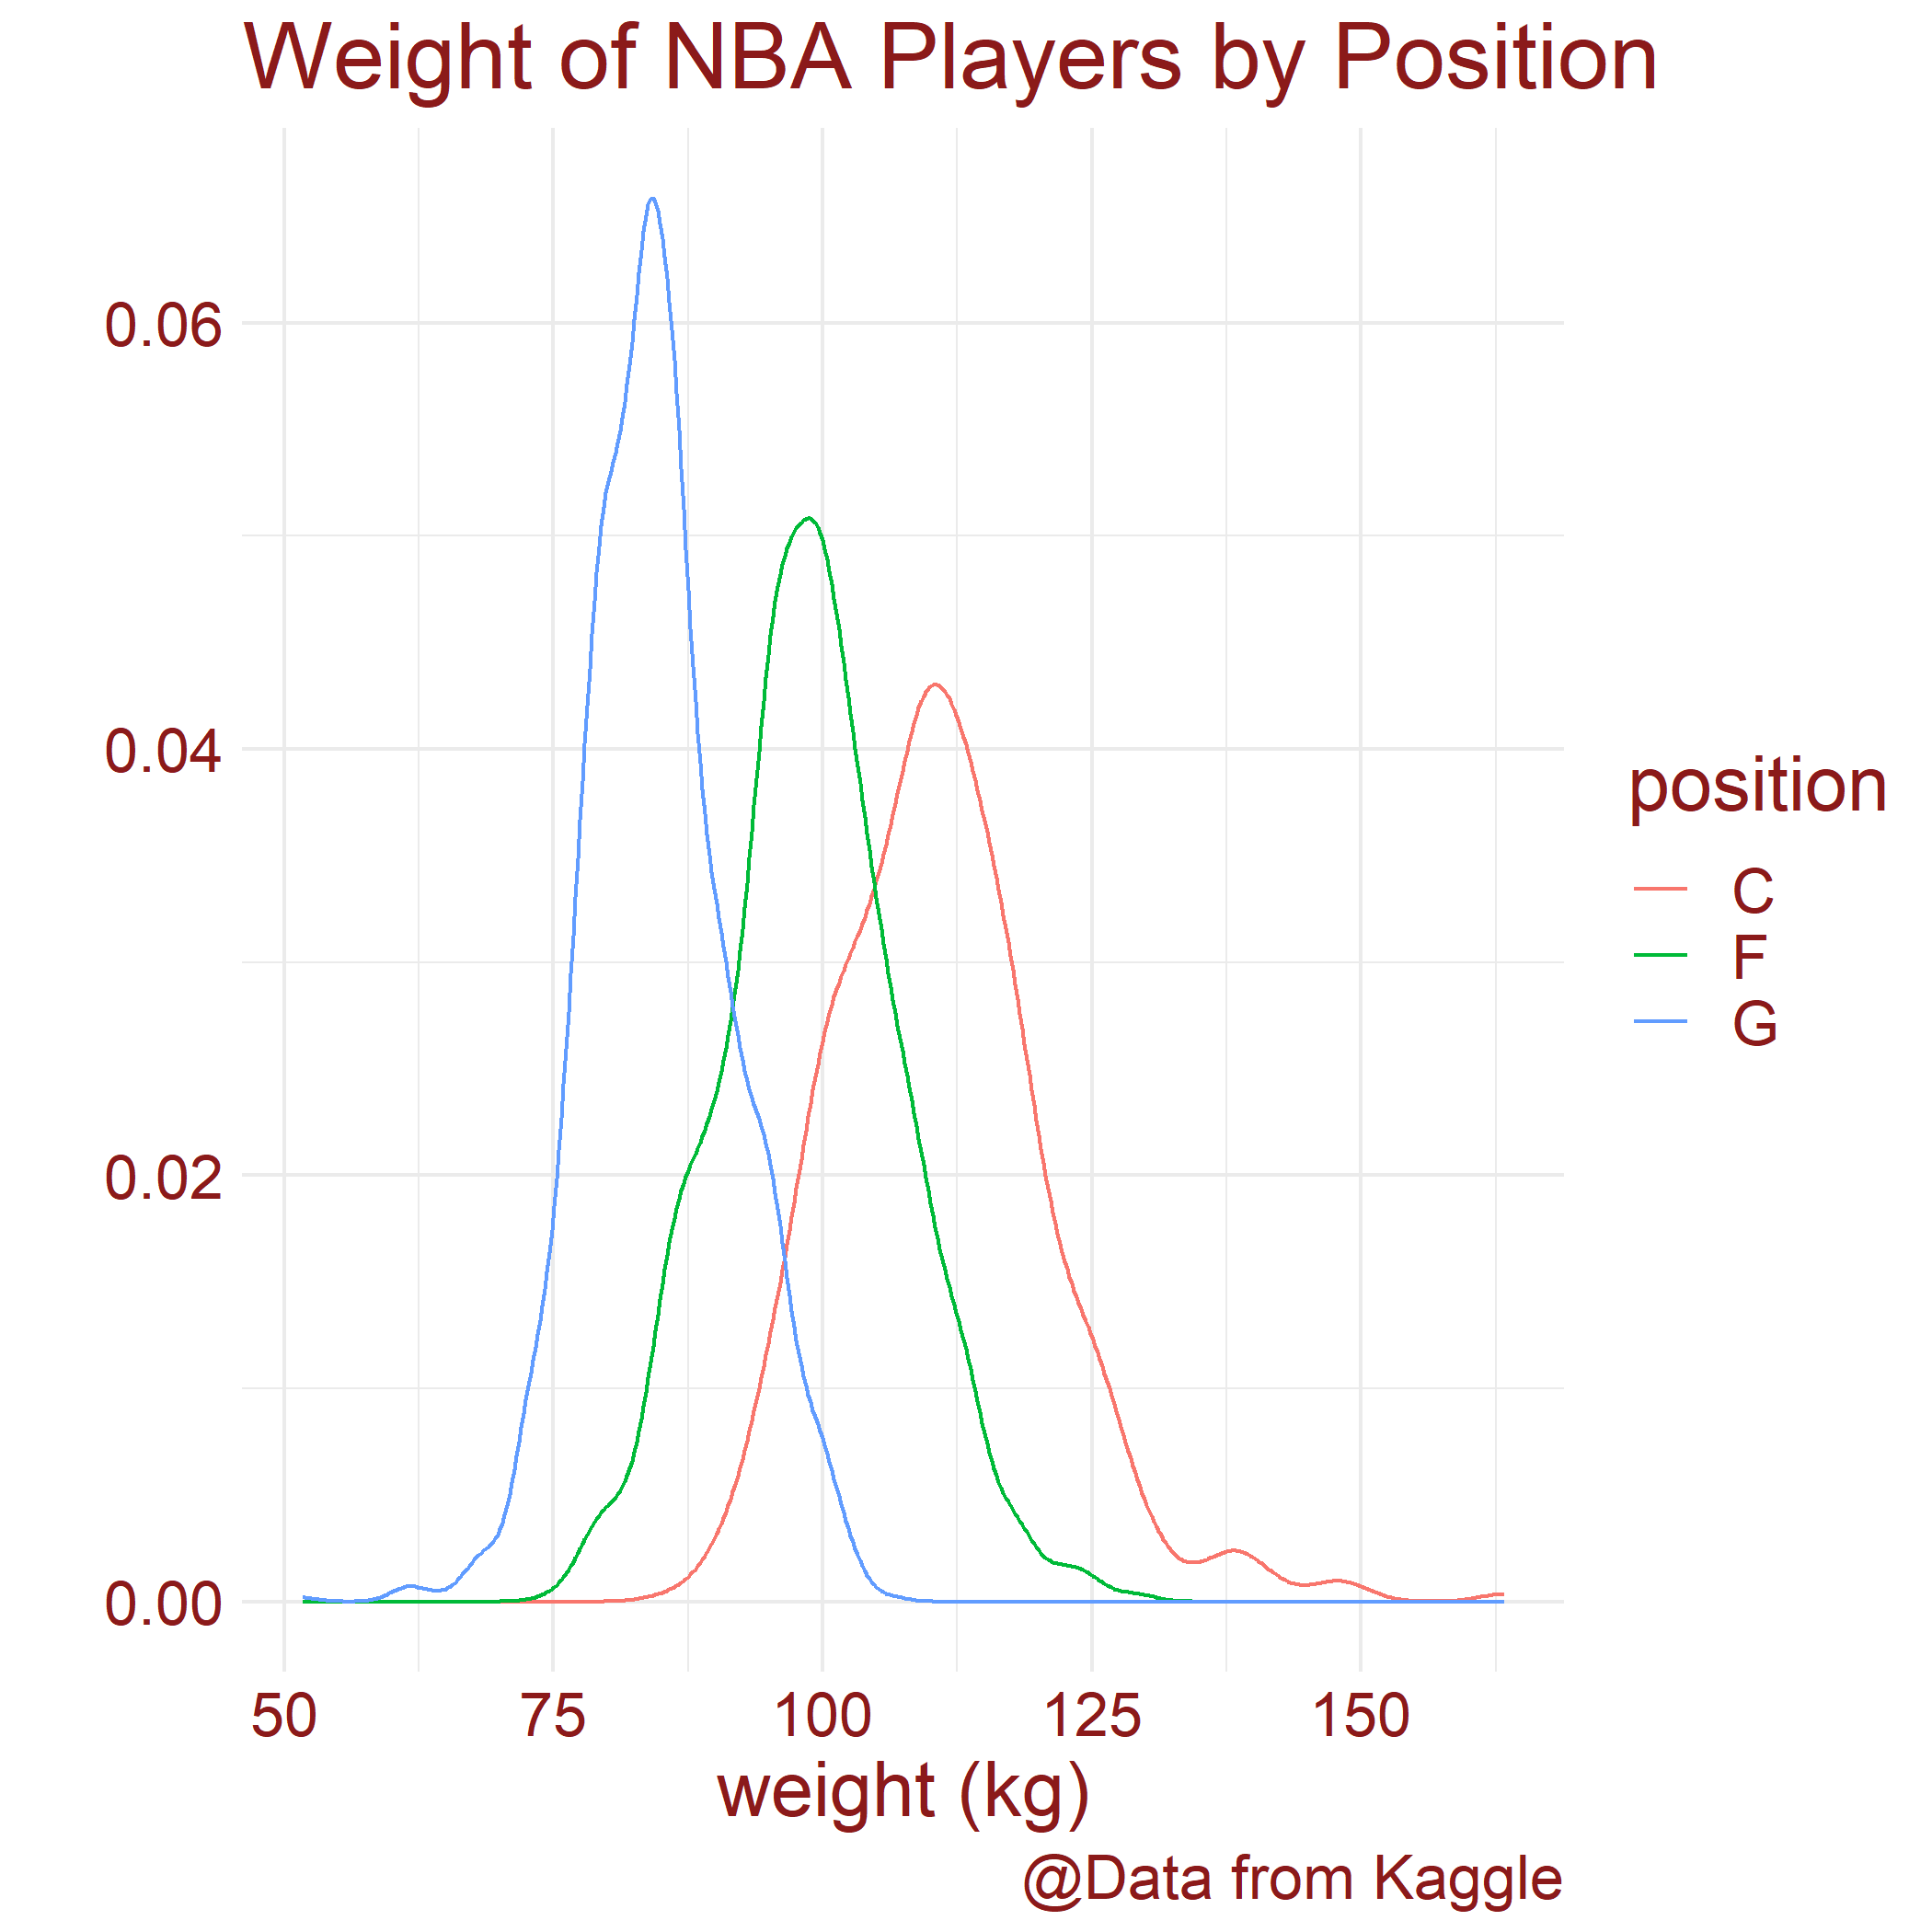 Weight of NBA Players by Position
0.06
0.04
0.02
0.00
50 75 100 125 150
weight (kg)
position
C
F
G
@Data from Kaggle